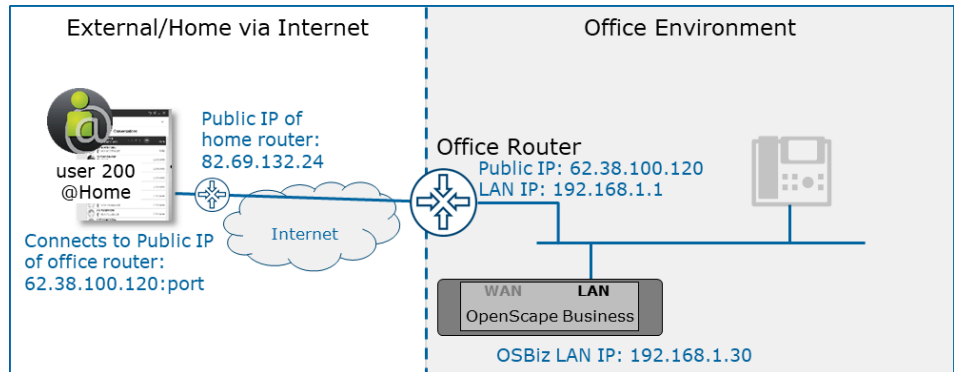 External/Home via Internet
Office Environment
@
user 200
@Home
Public IP of
home router:
82.69.132.24
Connects to Public IP
of office router:
62.38.100.120:port
Internet
Office Router
Public IP: 62.38.100.120
LAN IP: 192.168.1.1
WAN LAN
OpenScape Business
OSBiz LAN IP: 192.168.1.30